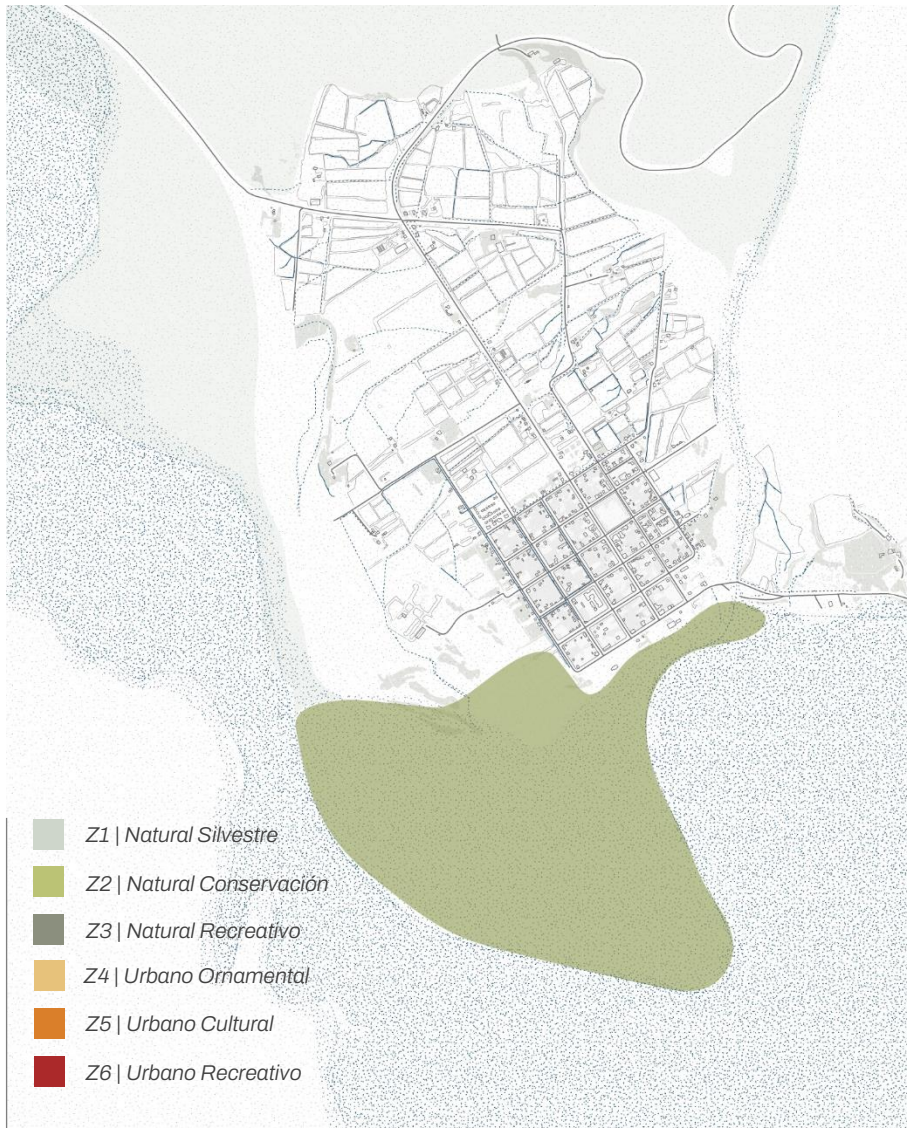 Z1 | Natural Silvestre
Z2 | Natural Conservación
Z3 | Natural Recreativo
Z4 | Urbano Ornamental
Z5 | Urbano Cultural
Z6 | Urbano Recreativo